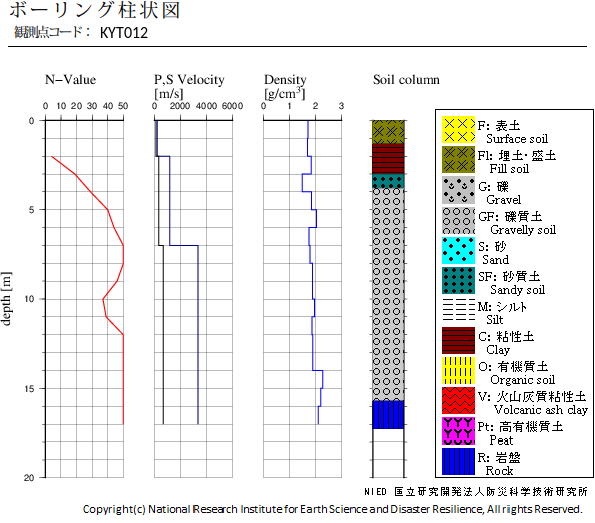 ボーリング柱状図
観測点コード： KYT012
N−Value
P,S Velocity
[m/s]
Density
[g/cm³]
Soil column
0 10 20 30 40 50
0 2000 4000 6000
0 1 2 3
0
5
10
15
20
depth [m]
F: 表土
Surface soil
Fl: 埋土・盛土
Fill soil
G: 礫
Gravel
GF: 礫質土
Gravelly soil
S: 砂
Sand
SF: 砂質土
Sandy soil
M: シルト
Silt
C: 粘性土
Clay
O: 有機質土
Organic soil
V: 火山灰質粘性土
Volcanic ash clay
Pt: 高有機質土
Peat
R: 岩盤
Rock
NIED 国立研究開発法人防災科学技術研究所
Copyright(c) National Research Institute for Earth Science and Disaster Resilience, All rights Reserved.